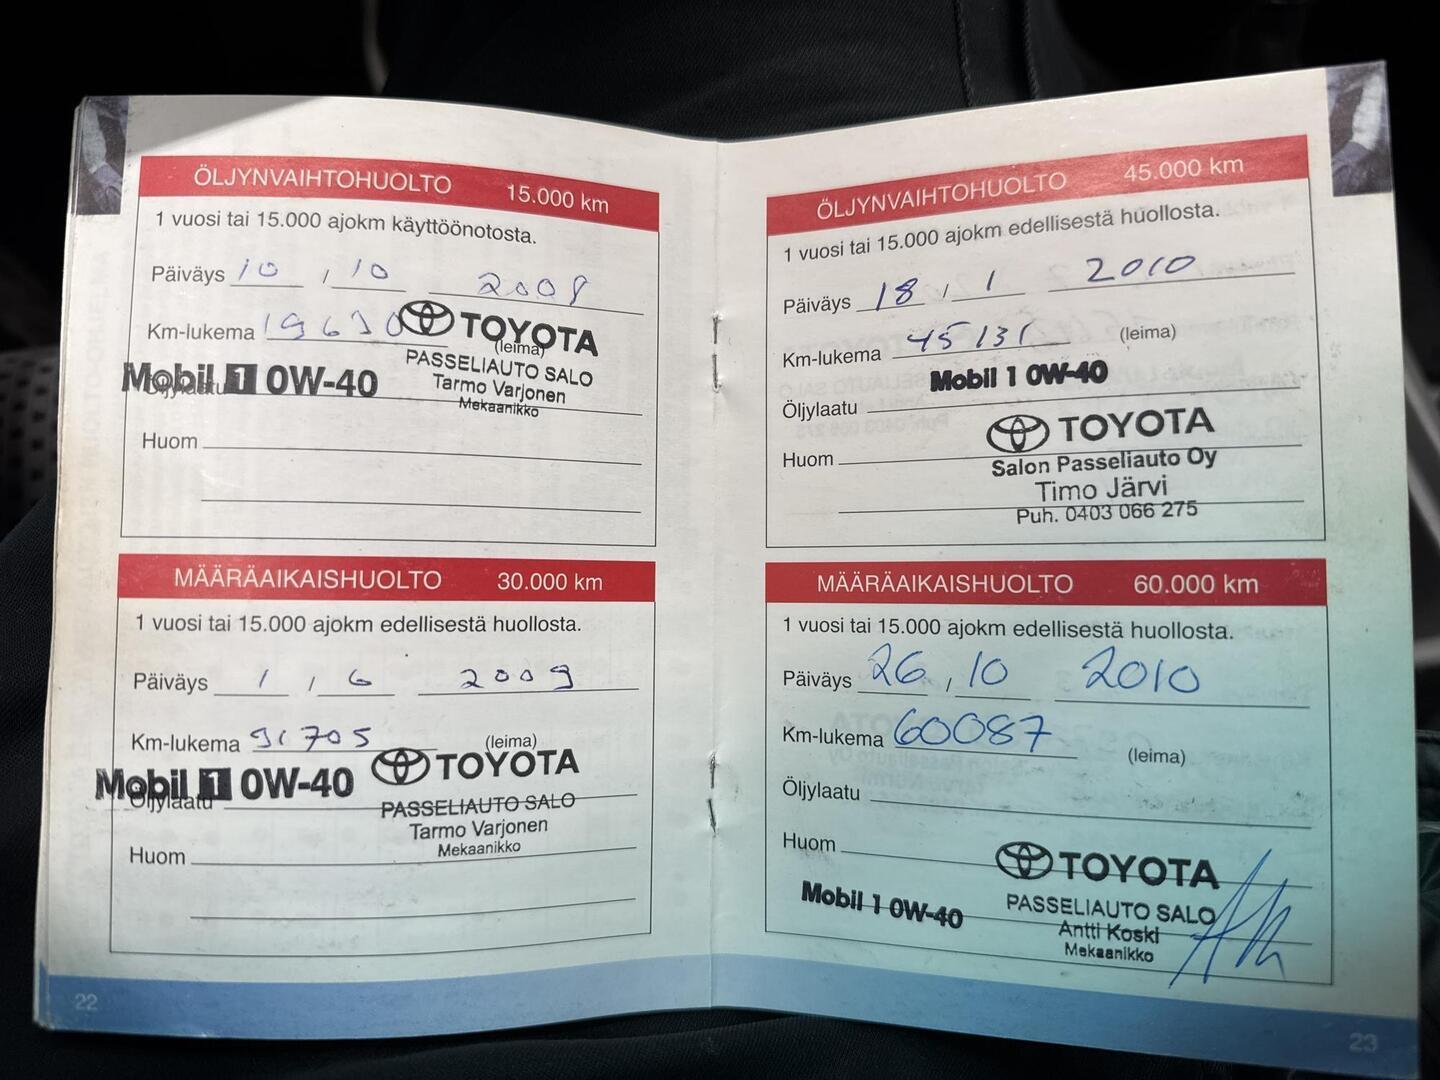 ÖLJYNVAIHTOHUOLTO 15.000 km
1 vuosi tai 15.000 ajokm käyttöönotosta.
Päiväys 10 , 10 2008
Km-lukema 19630
TOYOTA
(leima)
PASSELIAUTO SALO
Tarmo Varjonen
Mekaanikko
Mobil 1 0W-40
Öljylaatu
Huom
MÄÄRÄAIKAISHUOLTO 30.000 km
1 vuosi tai 15.000 ajokm edellisestä huollosta.
Päiväys 1 , 6 2009
Km-lukema 31705
(leima)
TOYOTA
PASSELIAUTO SALO
Tarmo Varjonen
Mekaanikko
Mobil 1 0W-40
Öljylaatu
Huom
22
ÖLJYNVAIHTOHUOLTO 45.000 km
1 vuosi tai 15.000 ajokm edellisestä huollosta.
Päiväys 18 , 1 2010
Km-lukema 45131 (leima)
Mobil 1 0W-40
Öljylaatu
TOYOTA
Huom
Salon Passeliauto Oy
Timo Järvi
Puh. 0403 066 275
MÄÄRÄAIKAISHUOLTO 60.000 km
1 vuosi tai 15.000 ajokm edellisestä huollosta.
Päiväys 26 , 10 2010
Km-lukema 60087
(leima)
Öljylaatu
Huom
TOYOTA
Mobil 1 0W-40
PASSELIAUTO SALO
Antti Koski
Mekaanikko
23